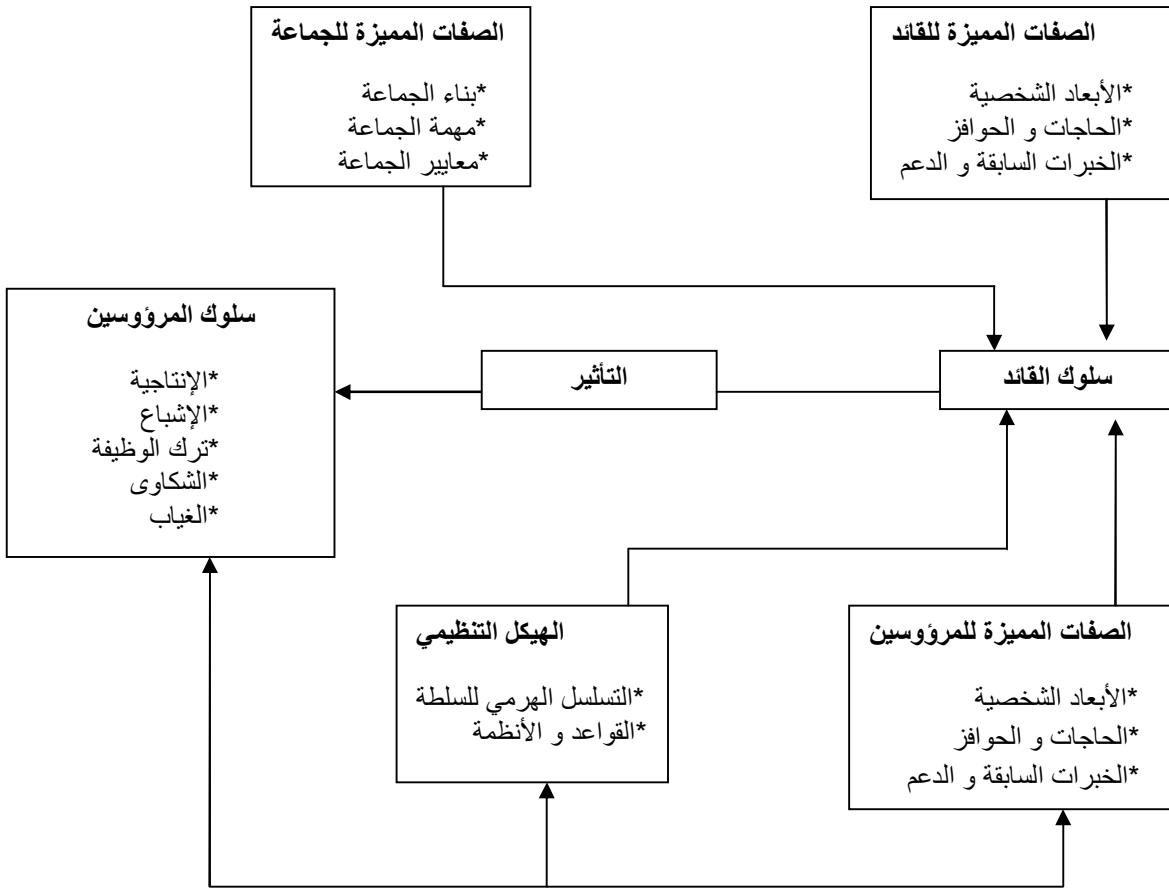 الصفات المميزة للقائد
*الأبعاد الشخصية
*الحاجات و الحوافز
*الخبرات السابقة و الدعم
الصفات المميزة للجماعة
*بناء الجماعة
*مهمة الجماعة
*معايير الجماعة
سلوك القائد
التأثير
سلوك المرؤوسين
*الإنتاجية
*الإشباع
*ترك الوظيفة
*الشكاوى
*الغياب
الصفات المميزة للمرؤوسين
*الأبعاد الشخصية
*الحاجات و الحوافز
*الخبرات السابقة و الدعم
الهيكل التنظيمي
*التسلسل الهرمي للسلطة
*القواعد و الأنظمة